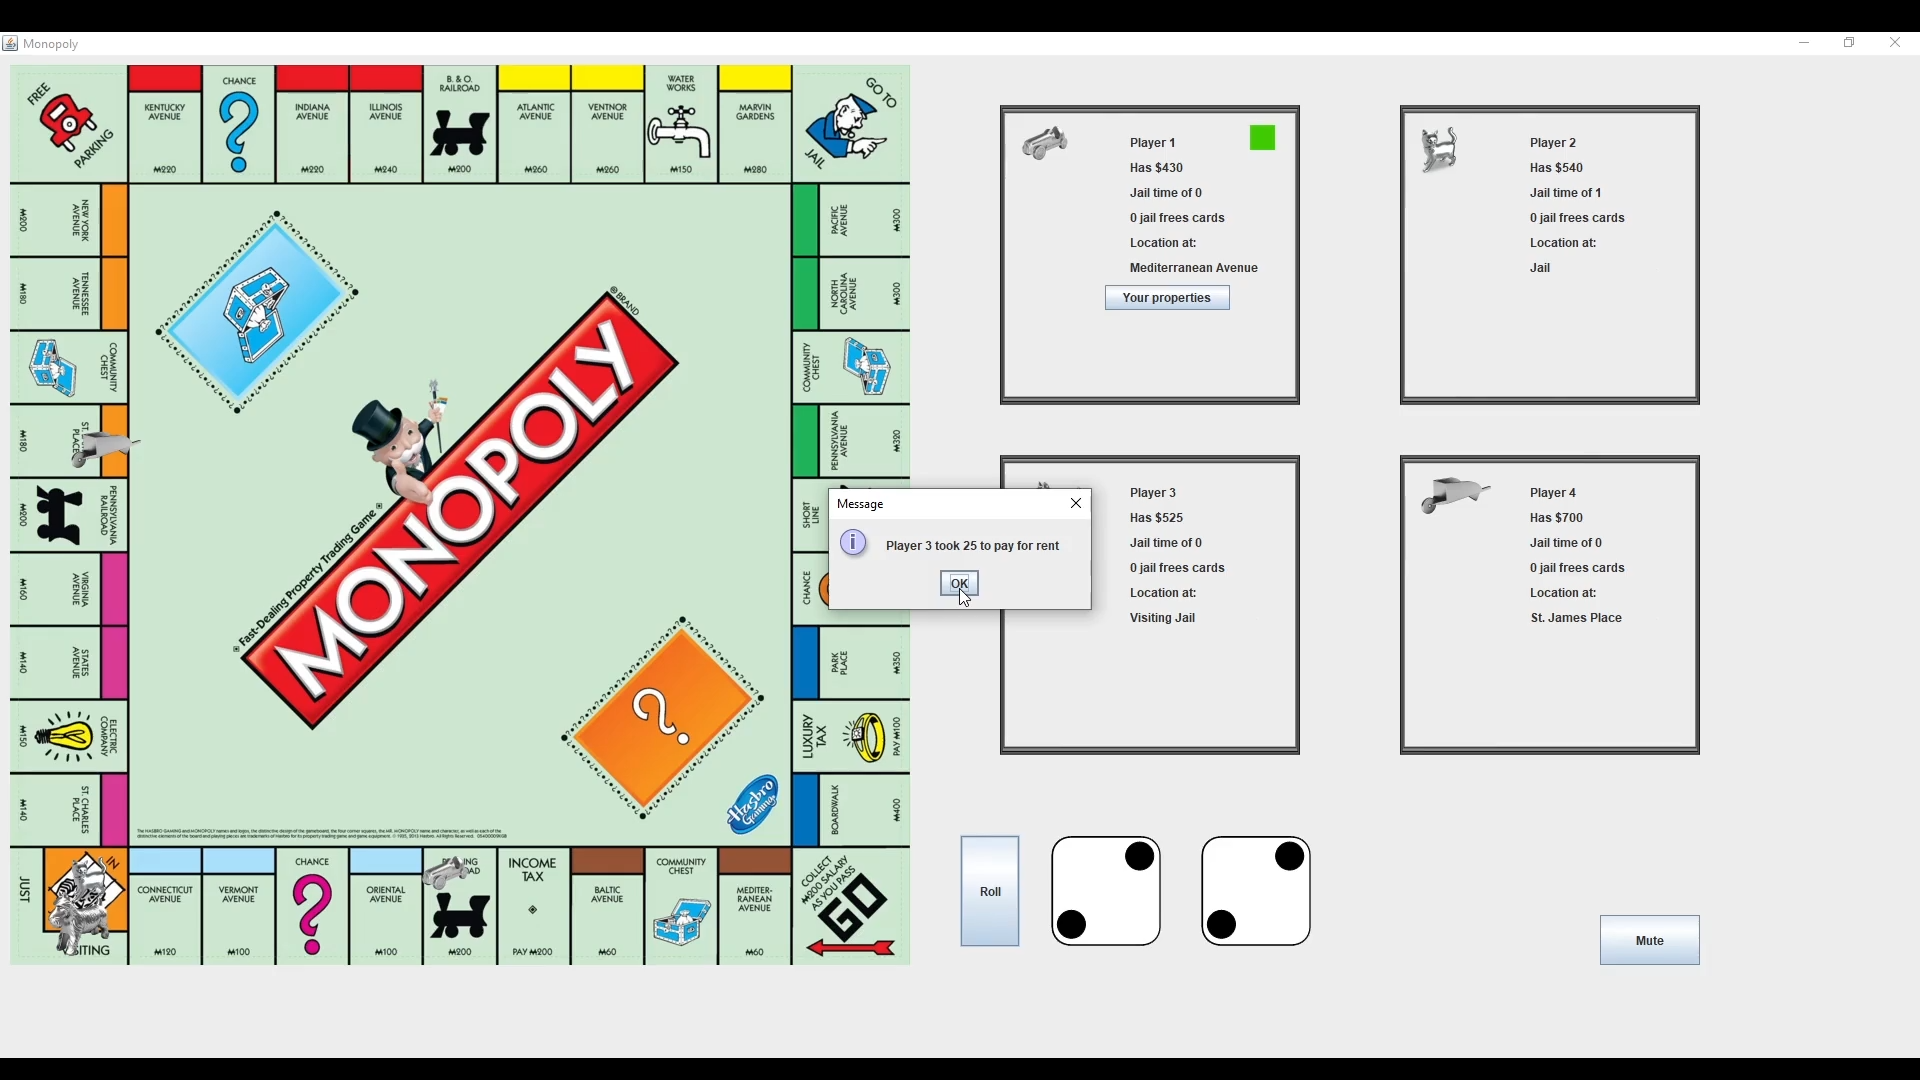 Monopoly
FREE
PARKING
KENTUCKY
AVENUE
₩220
CHANCE
INDIANA
AVENUE
₩220
ILLINOIS
AVENUE
₩240
B. & O.
RAILROAD
₩200
ATLANTIC
AVENUE
₩260
VENTNOR
AVENUE
₩260
WATER
WORKS
₩150
MARVIN
GARDENS
₩280
GO TO
JAIL
NEW YORK
AVENUE
₩200
TENNESSEE
AVENUE
₩180
COMMUNITY
CHEST
ST.
PLACE
₩180
PENNSYLVANIA
RAILROAD
₩200
VIRGINIA
AVENUE
₩160
STATES
AVENUE
₩140
ELECTRIC
COMPANY
₩150
ST. CHARLES
PLACE
₩140
PACIFIC
AVENUE
₩300
NORTH
CAROLINA
AVENUE
₩300
COMMUNITY
CHEST
PENNSYLVANIA
AVENUE
₩320
SHORT
LINE
CHANCE
PARK
PLACE
₩350
LUXURY
TAX
PAY ₩100
BOARDWALK
₩400
BRAND
MONOPOLY
Fast-Dealing Property Trading Game
Hasbro
Gaming
JUST
IN
CONNECTICUT
AVENUE
₩120
VERMONT
AVENUE
₩100
CHANCE
ORIENTAL
AVENUE
₩100
₩200
INCOME
TAX
PAY ₩200
BALTIC
AVENUE
₩60
COMMUNITY
CHEST
MEDITER-
RANEAN
AVENUE
₩60
COLLECT
₩200 SALARY
AS YOU PASS
GO
Player 1
Has $430
Jail time of 0
0 jail frees cards
Location at:
Mediterranean Avenue
Your properties
Player 2
Has $540
Jail time of 1
0 jail frees cards
Location at:
Jail
Player 3
Has $525
Jail time of 0
0 jail frees cards
Location at:
Visiting Jail
Player 4
Has $700
Jail time of 0
0 jail frees cards
Location at:
St. James Place
Message
Player 3 took 25 to pay for rent
OK
Roll
Mute